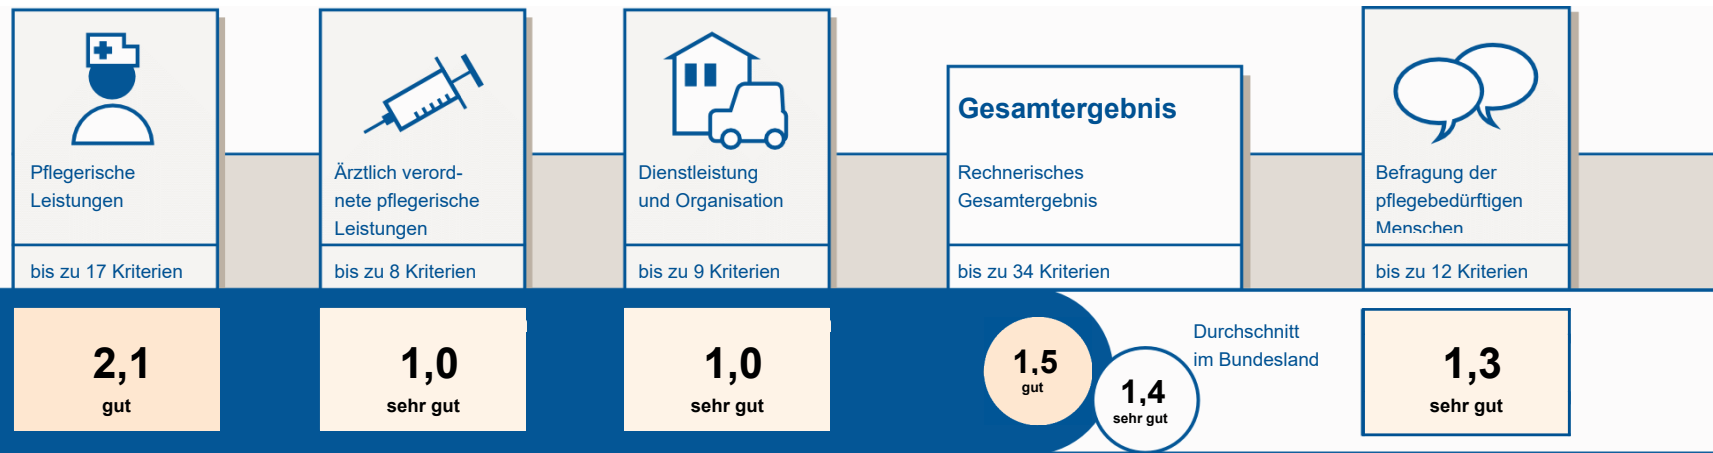 Pflegerische
Leistungen
bis zu 17 Kriterien
2,1
gut
Ärztlich verord-
nete pflegerische
Leistungen
bis zu 8 Kriterien
1,0
sehr gut
Dienstleistung
und Organisation
bis zu 9 Kriterien
1,0
sehr gut
Gesamtergebnis
Rechnerisches
Gesamtergebnis
bis zu 34 Kriterien
1,5
gut
Durchschnitt
im Bundesland
1,4
sehr gut
Befragung der
pflegebedürftigen
Menschen
bis zu 12 Kriterien
1,3
sehr gut